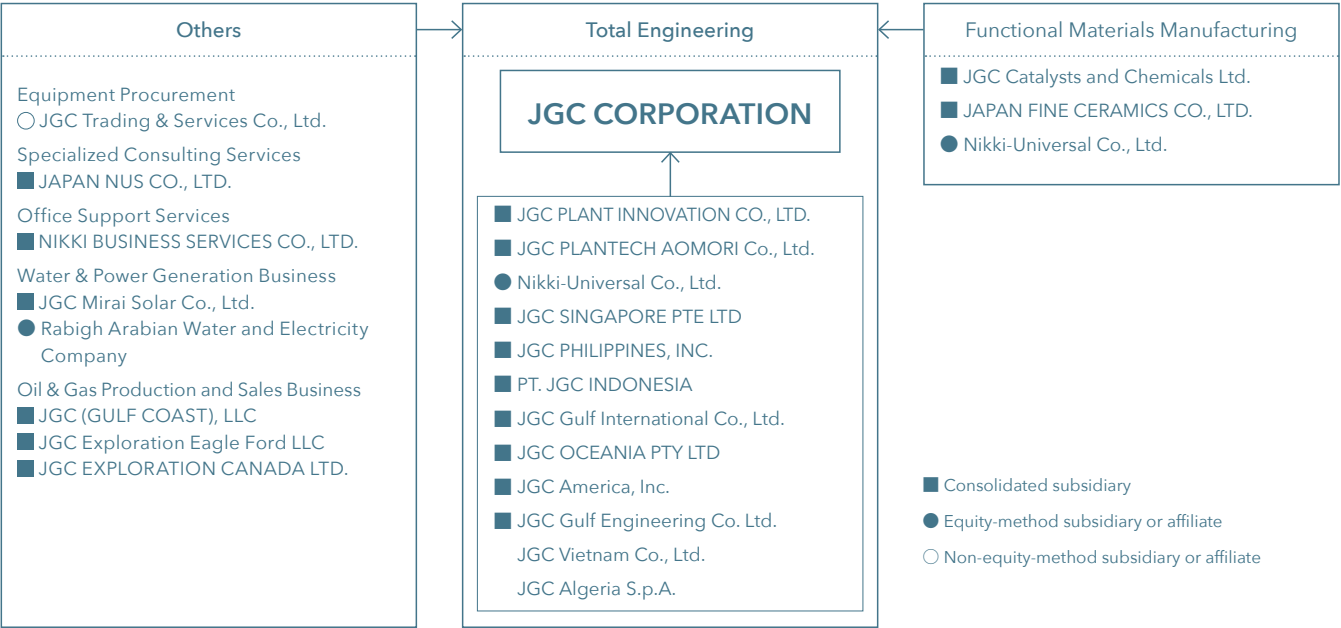 Others
Equipment Procurement
○ JGC Trading & Services Co., Ltd.
Specialized Consulting Services
■ JAPAN NUS CO., LTD.
Office Support Services
■ NIKKI BUSINESS SERVICES CO., LTD.
Water & Power Generation Business
■ JGC Mirai Solar Co., Ltd.
● Rabigh Arabian Water and Electricity
Company
Oil & Gas Production and Sales Business
■ JGC (GULF COAST), LLC
■ JGC Exploration Eagle Ford LLC
■ JGC EXPLORATION CANADA LTD.
Total Engineering
JGC CORPORATION
■ JGC PLANT INNOVATION CO., LTD.
■ JGC PLANTECH AOMORI Co., Ltd.
● Nikki-Universal Co., Ltd.
■ JGC SINGAPORE PTE LTD
■ JGC PHILIPPINES, INC.
■ PT. JGC INDONESIA
■ JGC Gulf International Co., Ltd.
■ JGC OCEANIA PTY LTD
■ JGC America, Inc.
■ JGC Gulf Engineering Co. Ltd.
JGC Vietnam Co., Ltd.
JGC Algeria S.p.A.
Functional Materials Manufacturing
■ JGC Catalysts and Chemicals Ltd.
■ JAPAN FINE CERAMICS CO., LTD.
● Nikki-Universal Co., Ltd.
■ Consolidated subsidiary
● Equity-method subsidiary or affiliate
○ Non-equity-method subsidiary or affiliate